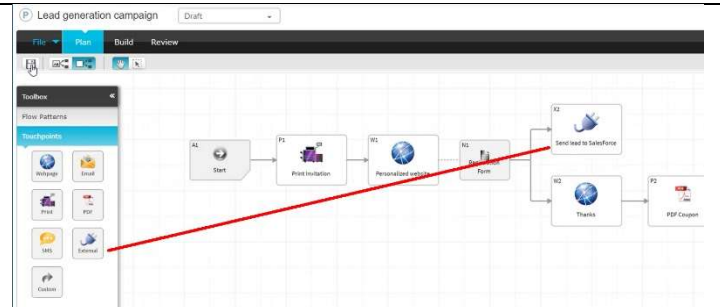 P Lead generation campaign Draft
File Plan Build Review
Toolbox
Flow Patterns
Touchpoints
Webpage Email
Print PDF
SMS External
Custom
A1
Start
P1
Print Invitation
W1
Personalized website
N1
Form
X2
Send lead to SalesForce
W2
Thanks
P2
PDF Coupon